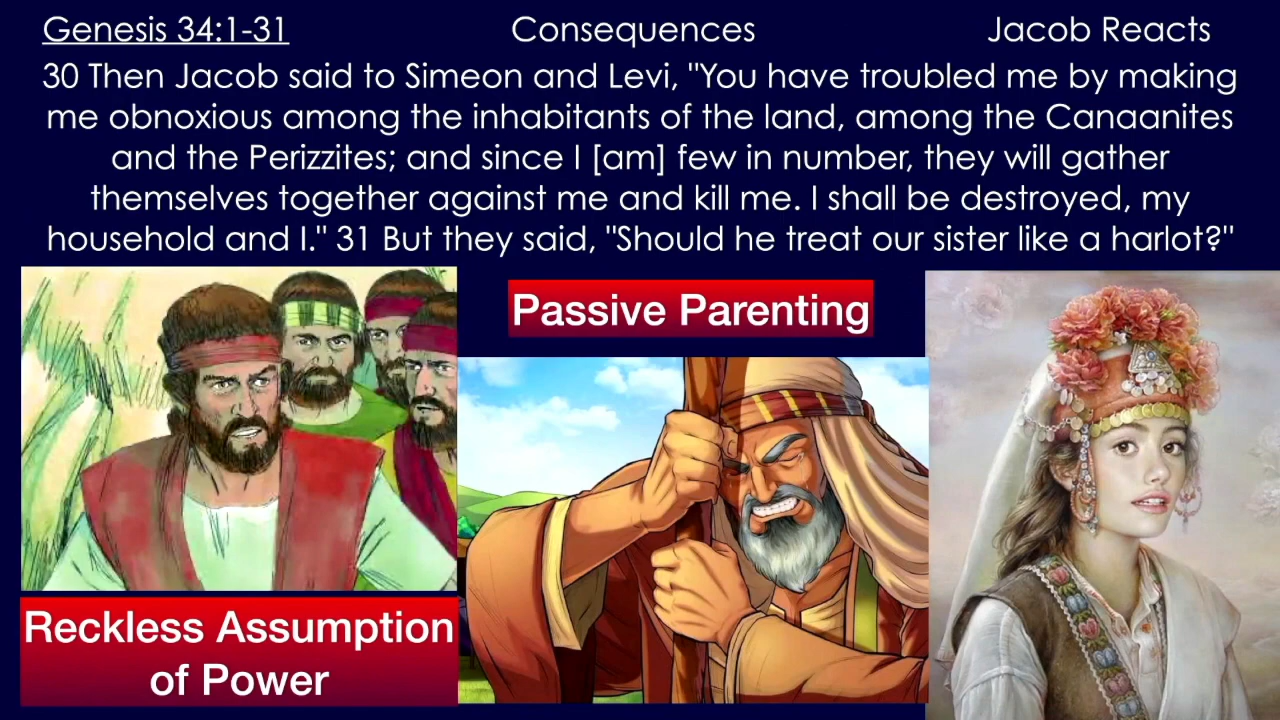 Genesis 34:1-31 Consequences Jacob Reacts
30 Then Jacob said to Simeon and Levi, "You have troubled me by making
me obnoxious among the inhabitants of the land, among the Canaanites
and the Perizzites; and since I [am] few in number, they will gather
themselves together against me and kill me. I shall be destroyed, my
household and I." 31 But they said, "Should he treat our sister like a harlot?"
Passive Parenting
Reckless Assumption
of Power